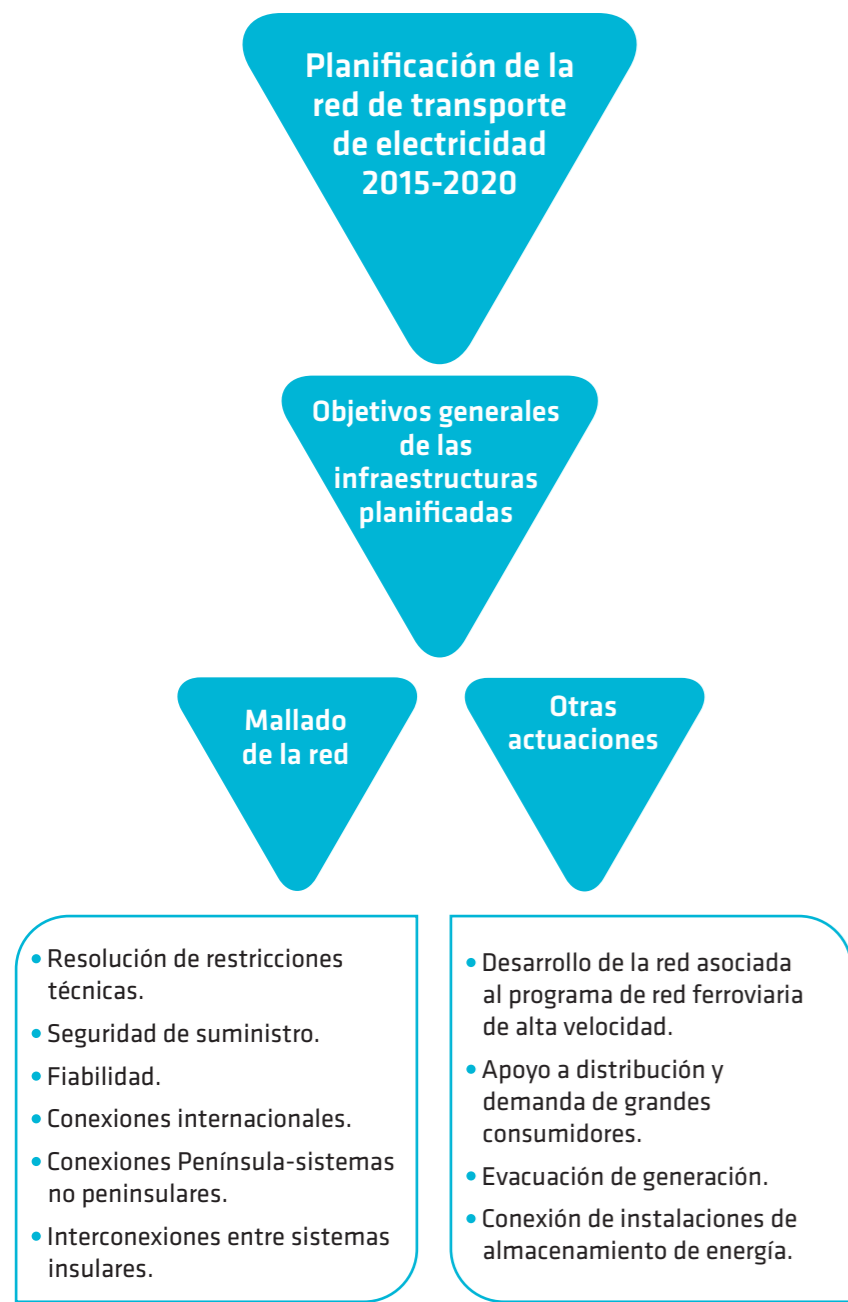 Planificación de la
red de transporte
de electricidad
2015-2020
Objetivos generales
de las
infraestructuras
planificadas
Mallado
de la red
Otras
actuaciones
• Resolución de restricciones
técnicas.
• Seguridad de suministro.
• Fiabilidad.
• Conexiones internacionales.
• Conexiones Península-sistemas
no peninsulares.
• Interconexiones entre sistemas
insulares.
• Desarrollo de la red asociada
al programa de red ferroviaria
de alta velocidad.
• Apoyo a distribución y
demanda de grandes
consumidores.
• Evacuación de generación.
• Conexión de instalaciones de
almacenamiento de energía.